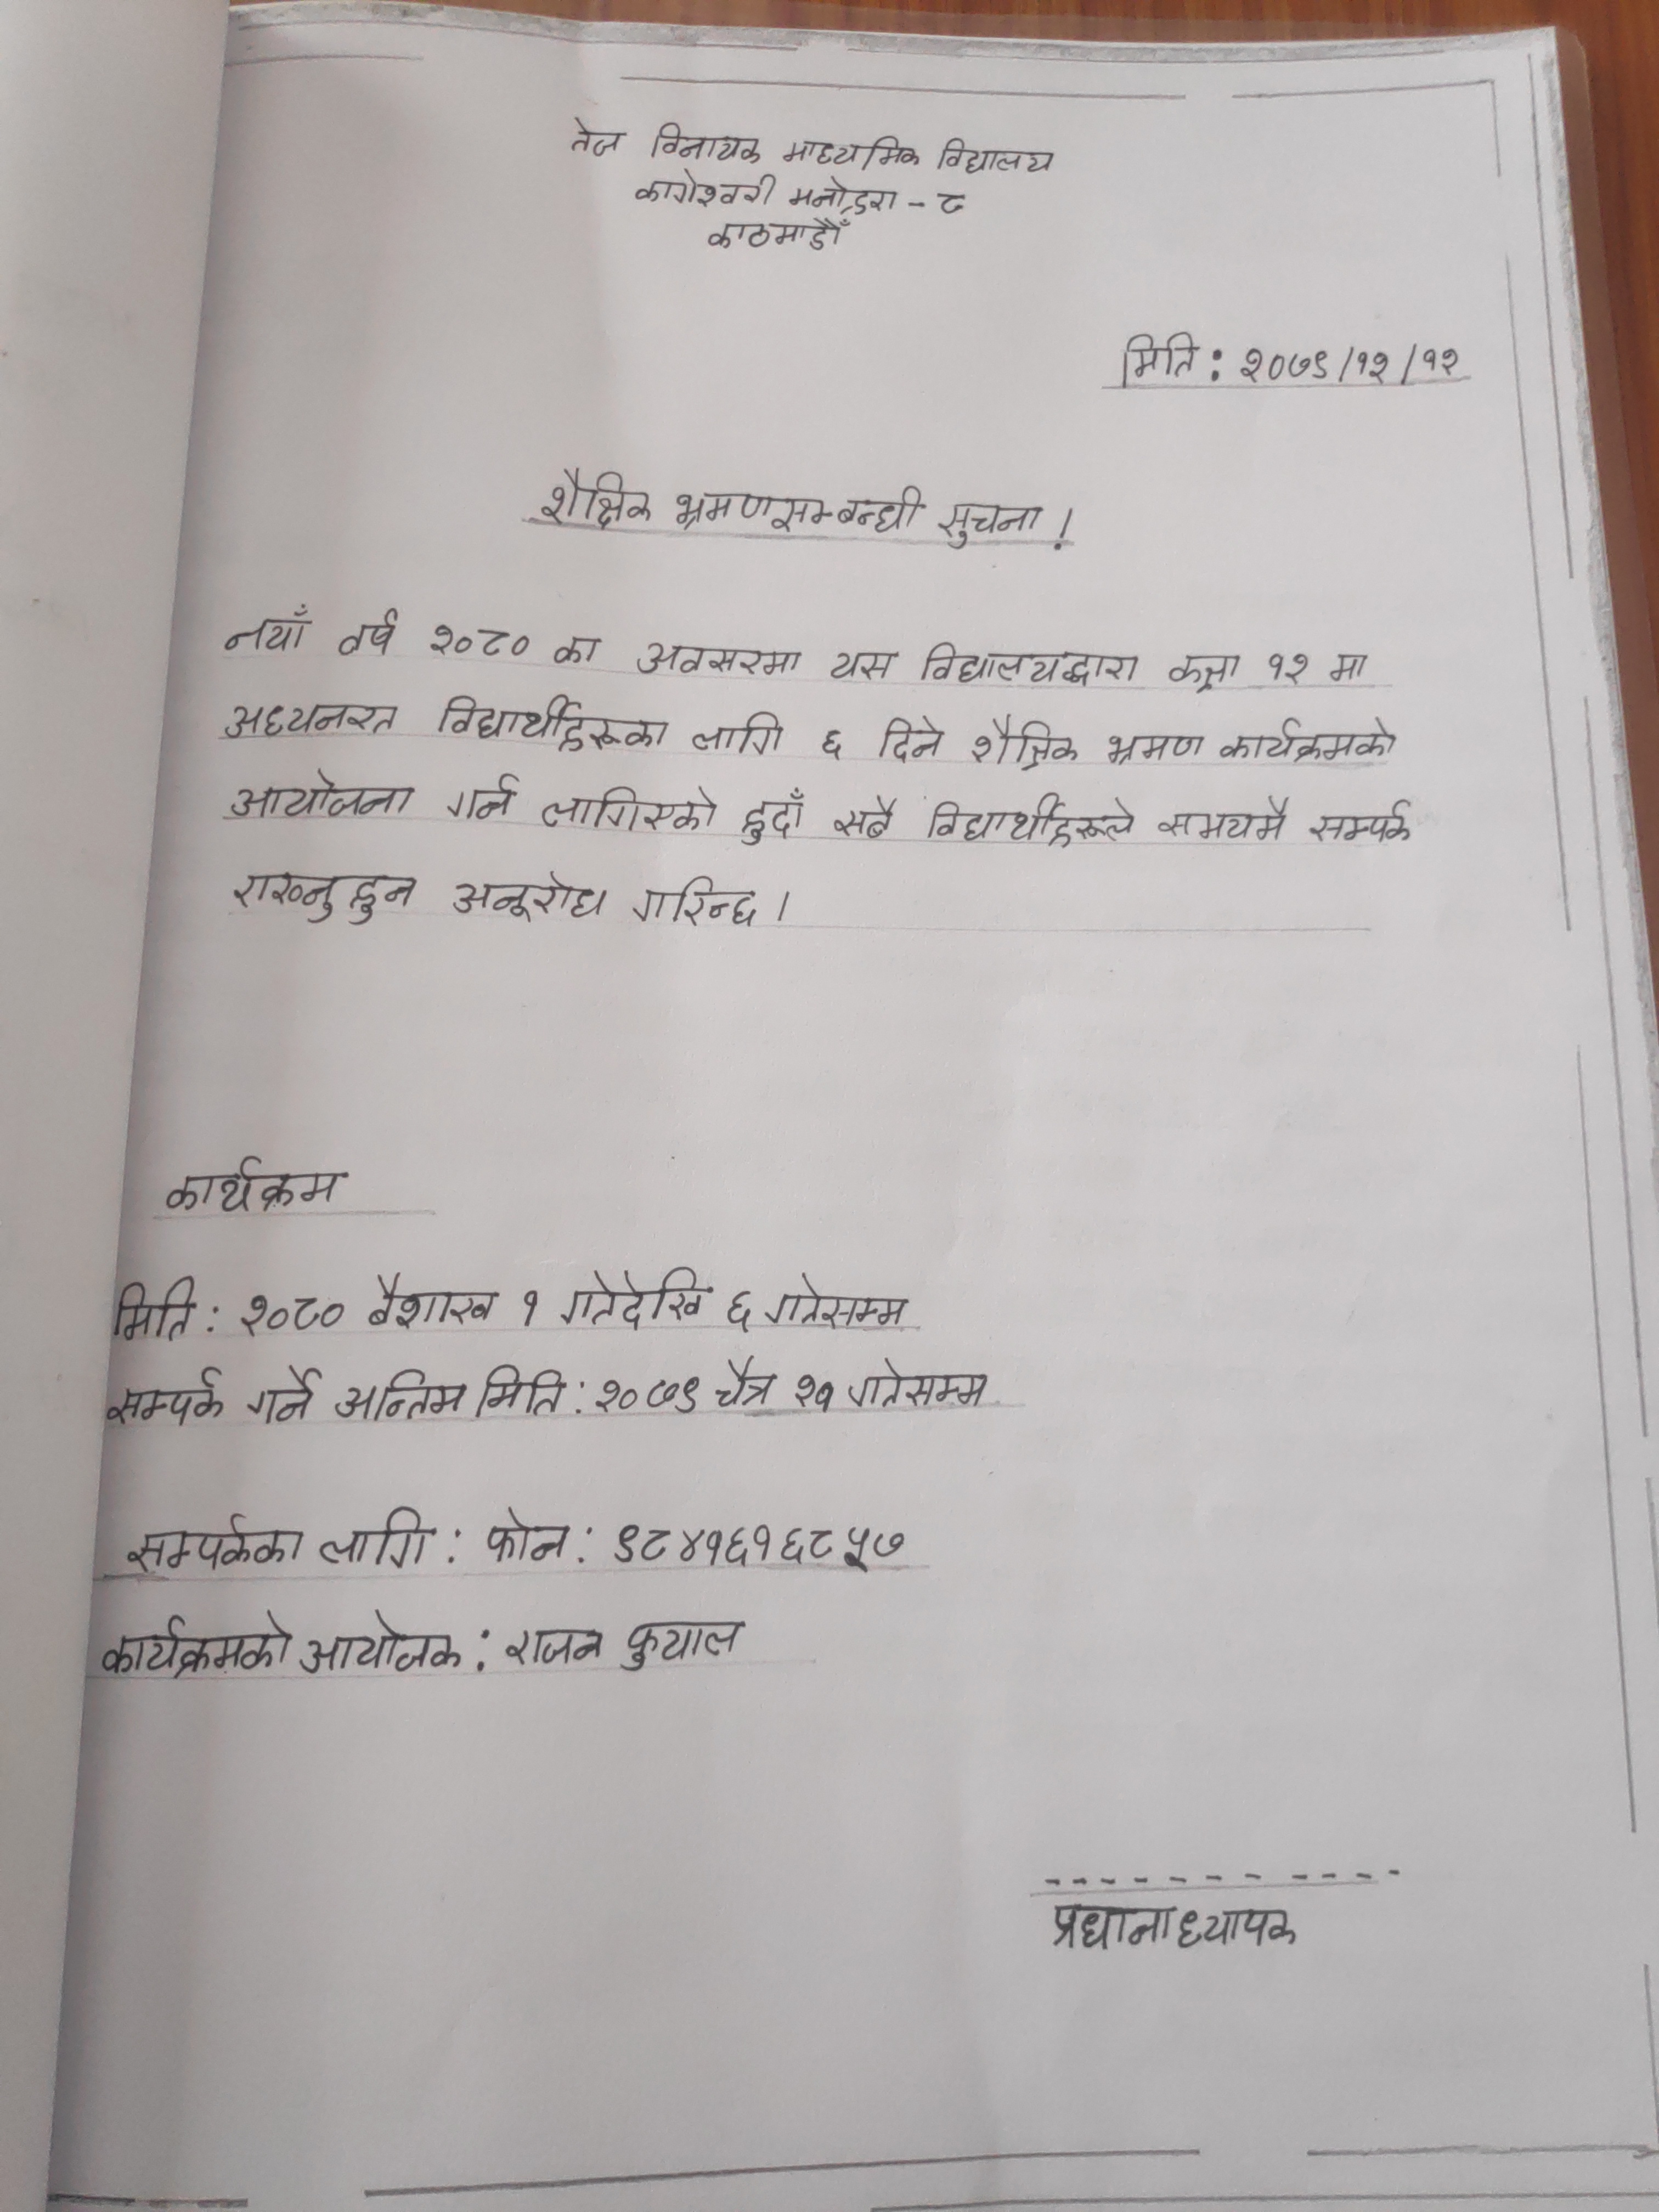 तेज विनायक माध्यमिक विद्यालय
कागेश्वरी मनोहरा - ८
काठमाडौँ
मिति : २०७९/१२/१२
शैक्षिक भ्रमणसम्बन्धी सुचना !
नयाँ वर्ष २०८० का अवसरमा यस विद्यालयद्धारा कक्षा १२ मा
अध्यनरत विद्यार्थीहरूका लागि ६ दिने शैक्षिक भ्रमण कार्यक्रमको
आयोजना गर्न लागिएको हुदाँ सबै विद्यार्थीहरूले समयमै सम्पर्क
राख्नुहुन अनूरोध गरिन्छ।
कार्यक्रम
मिति : २०८० बैशाख १ गतेदेखि ६ गतेसम्म
सम्पर्क गर्ने अन्तिम मिति : २०७९ चैत्र २१ गतेसम्म
सम्पर्कका लागि : फोन : ९८४१६१६८५७
कार्यक्रमको आयोजक : राजन फुयाल
------------
प्रधानाध्यापक